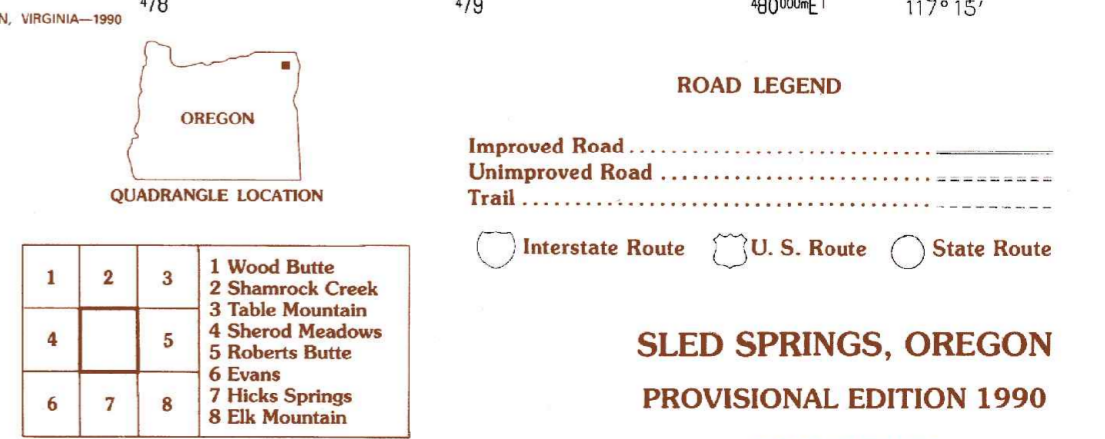 478 479 480000mE 117° 15′
N, VIRGINIA—1990
OREGON
QUADRANGLE LOCATION
ROAD LEGEND
Improved Road
Unimproved Road
Trail
Interstate Route U. S. Route State Route
1 2 3
4 5
6 7 8
1 Wood Butte
2 Shamrock Creek
3 Table Mountain
4 Sherod Meadows
5 Roberts Butte
6 Evans
7 Hicks Springs
8 Elk Mountain
SLED SPRINGS, OREGON
PROVISIONAL EDITION 1990